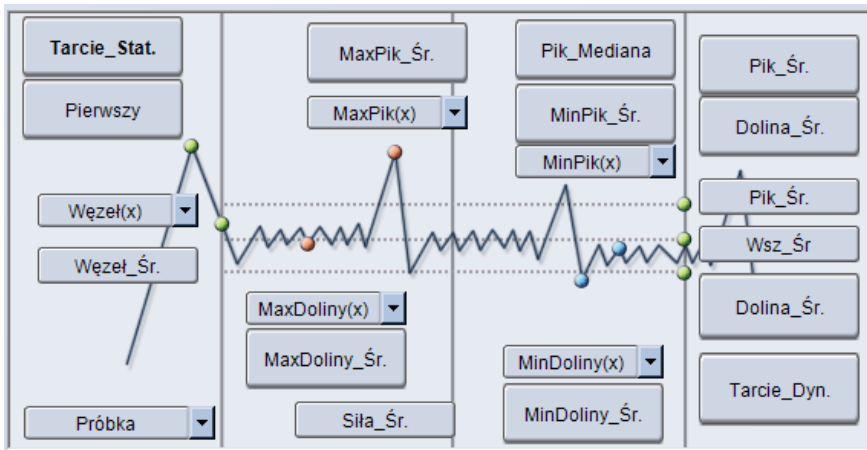 Tarcie_Stat.
Pierwszy
Węzeł(x)
Węzeł_Śr.
Próbka
MaxPik_Śr.
MaxPik(x)
MaxDoliny(x)
MaxDoliny_Śr.
Siła_Śr.
Pik_Mediana
MinPik_Śr.
MinPik(x)
MinDoliny(x)
MinDoliny_Śr.
Pik_Śr.
Dolina_Śr.
Pik_Śr.
Wsz_Śr
Dolina_Śr.
Tarcie_Dyn.